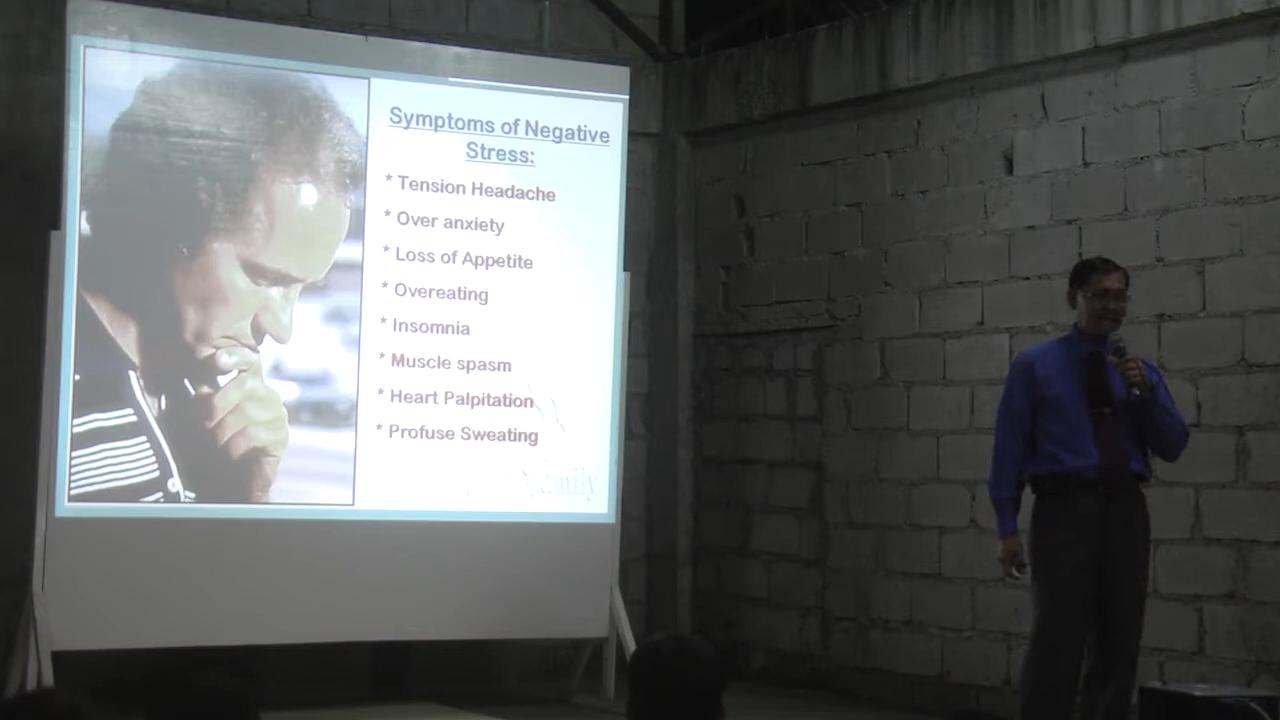 Symptoms of Negative
Stress:
* Tension Headache
* Over anxiety
* Loss of Appetite
* Overeating
* Insomnia
* Muscle spasm
* Heart Palpitation
* Profuse Sweating